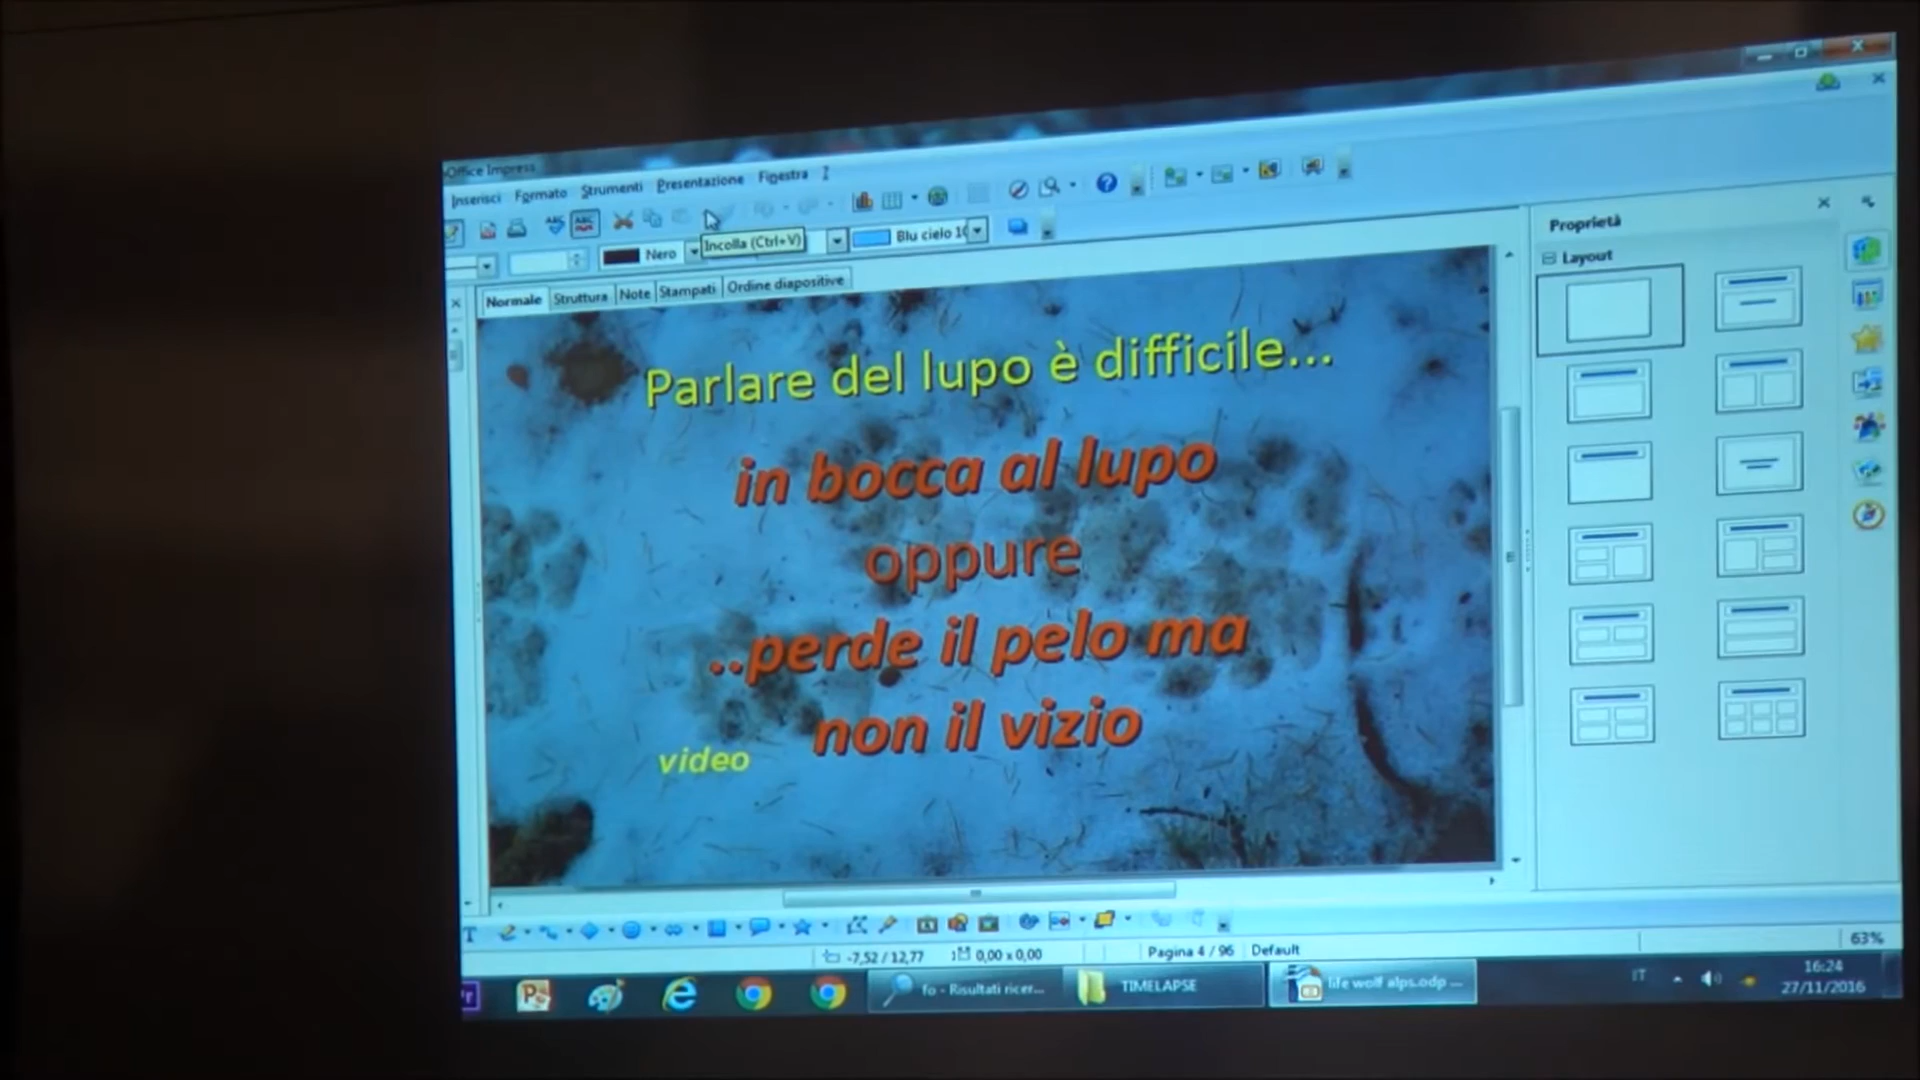 Office Impress
Inserisci Formato Strumenti Presentazione Finestra ?
ABC ABC
Nero
Incolla (Ctrl+V)
Blu cielo 10
Normale Struttura Note Stampati Ordine diapositive
Proprietà
Layout
Parlare del lupo è difficile...
in bocca al lupo
oppure
..perde il pelo ma
non il vizio
video
-7,52 / 12,77 0,00 x 0,00 Pagina 4 / 96 Default 63%
fo - Risultati ricer... TIMELAPSE life wolf alps.odp ... IT 16:24
27/11/2016